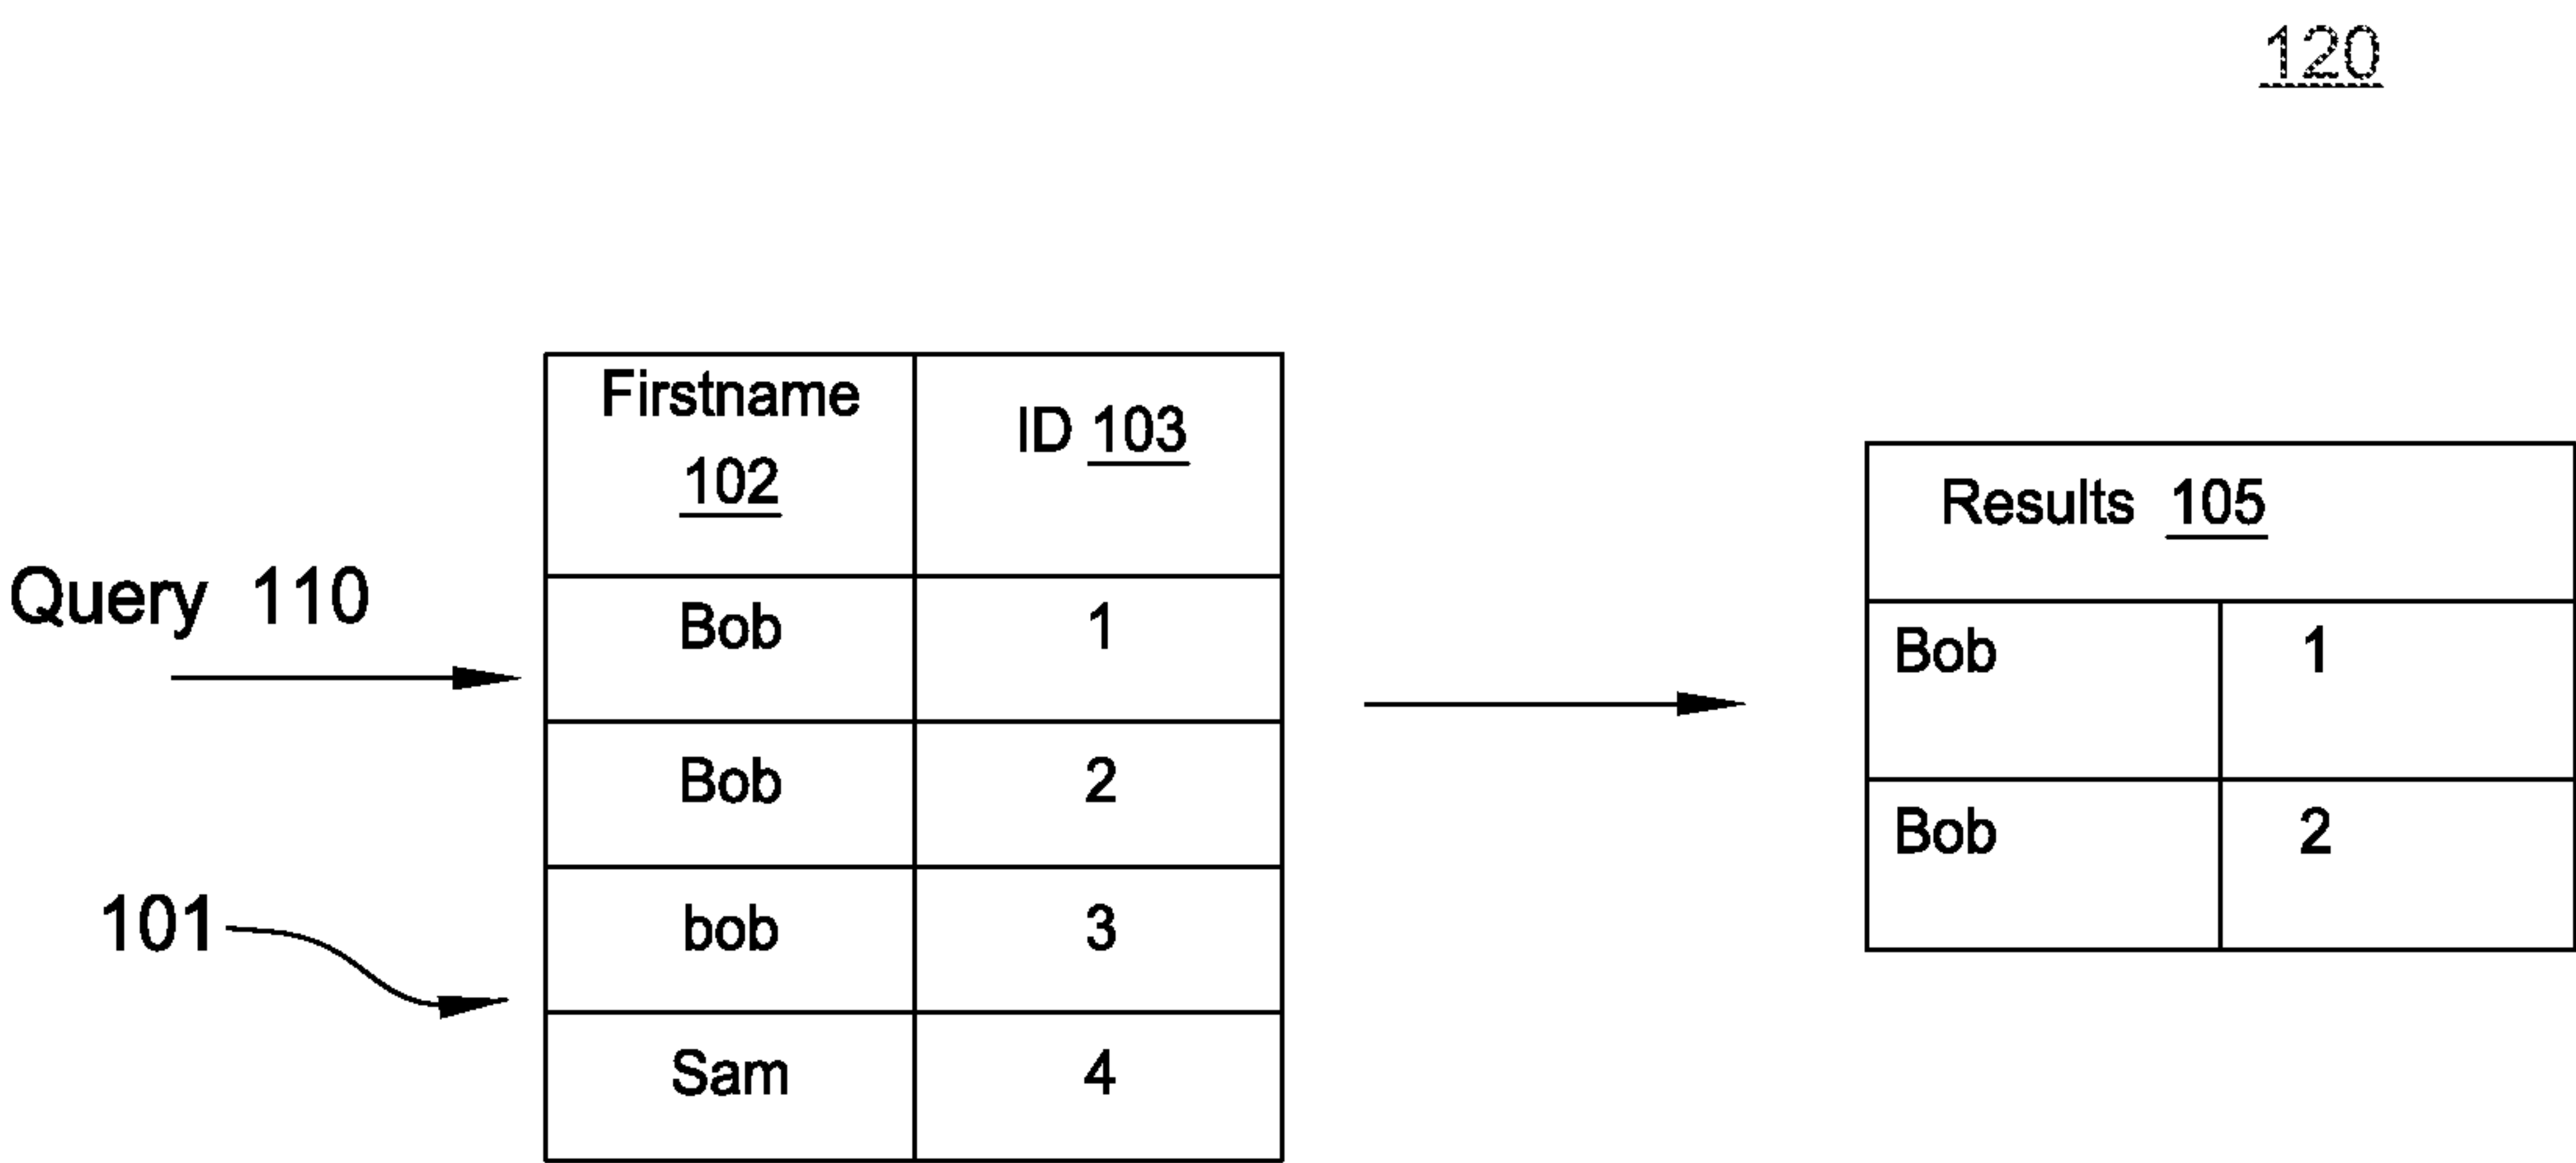 120
Firstname
102
ID 103
Results 105
Query 110
Bob 1
Bob 1
Bob 2
Bob 2
101
bob 3
Sam 4